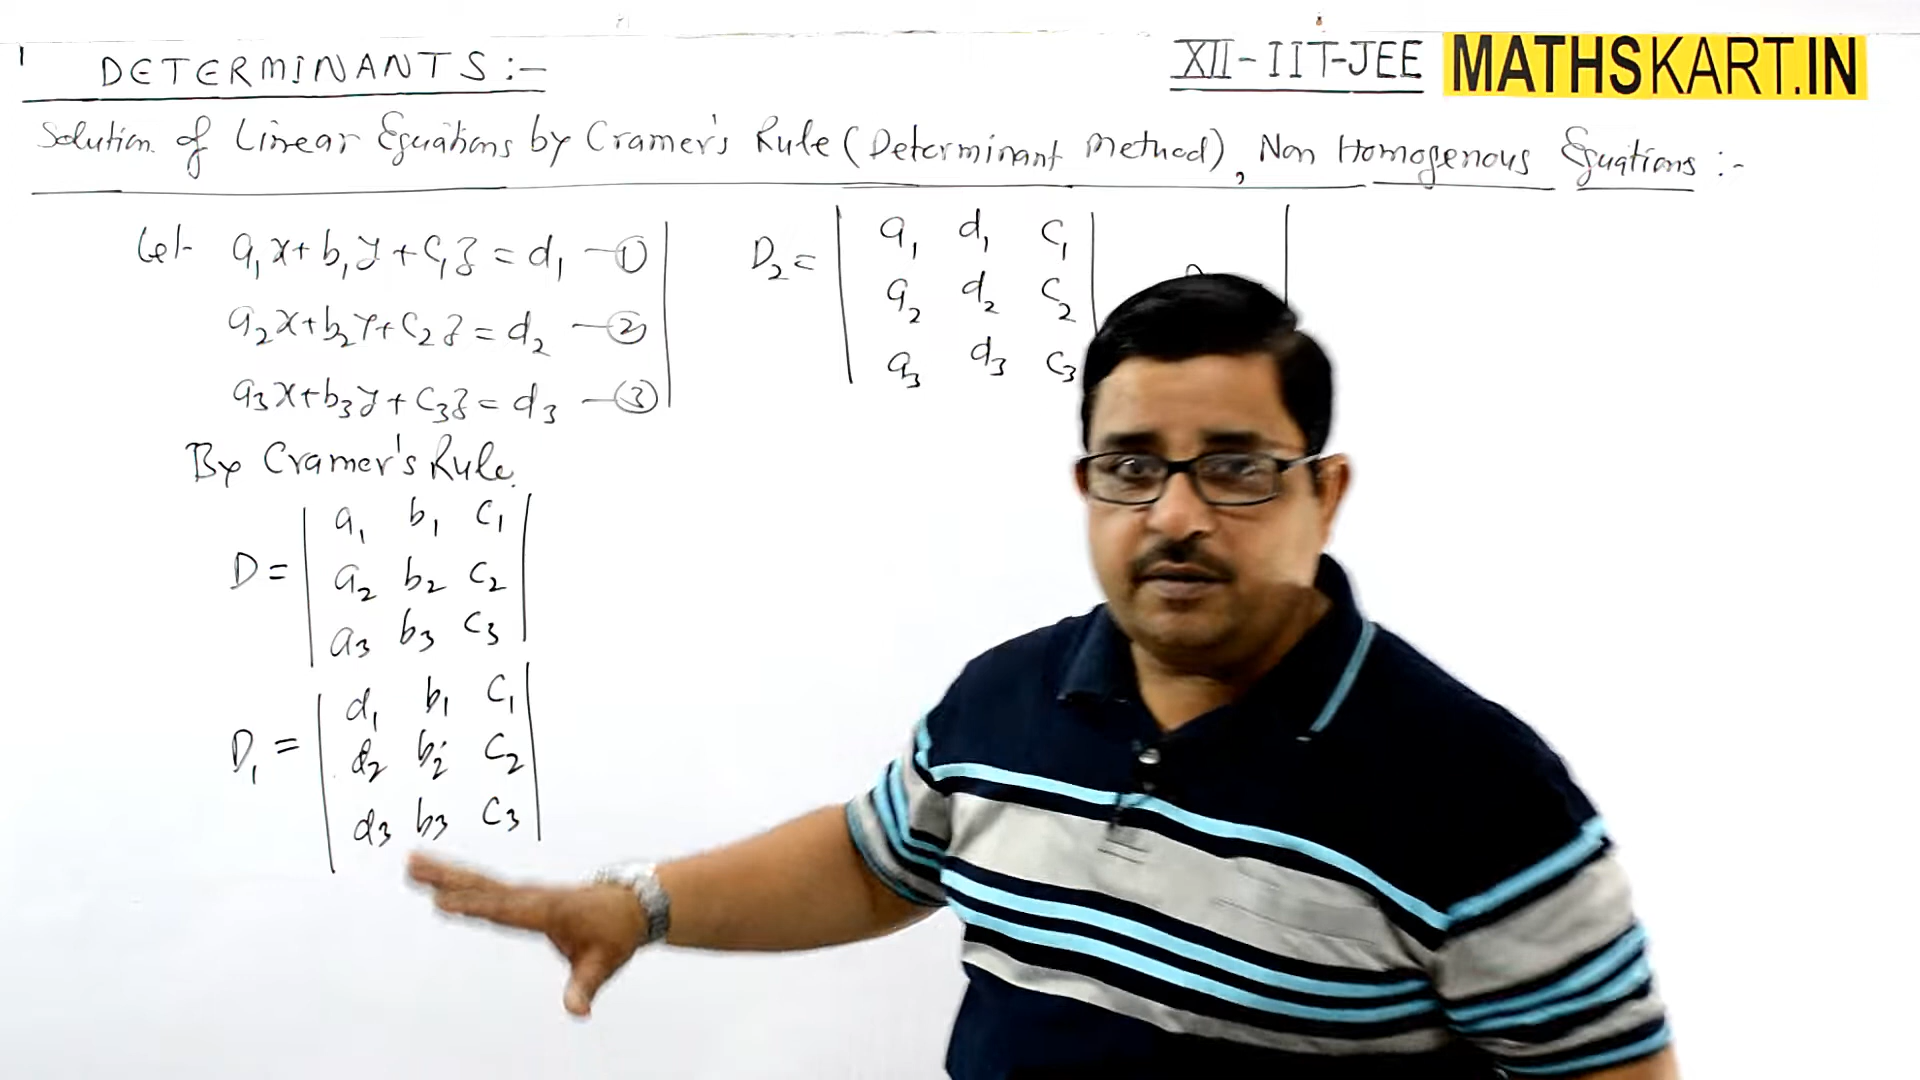 DETERMINANTS :-
XII - IIT-JEE MATHSKART.IN
Solution of Linear Equations by Cramer's Rule (Determinant Method), Non Homogenous Equations :-
Let a₁x+b₁y+c₁z = d₁ —①
a₂x+b₂y+c₂z = d₂ —②
a₃x+b₃y+c₃z = d₃ —③
By Cramer's Rule
D = | a₁ b₁ c₁ |
| a₂ b₂ c₂ |
| a₃ b₃ c₃ |
D₁ = | d₁ b₁ c₁ |
| d₂ b₂ c₂ |
| d₃ b₃ c₃ |
D₂ = | a₁ d₁ c₁ |
| a₂ d₂ c₂ |
| a₃ d₃ c₃